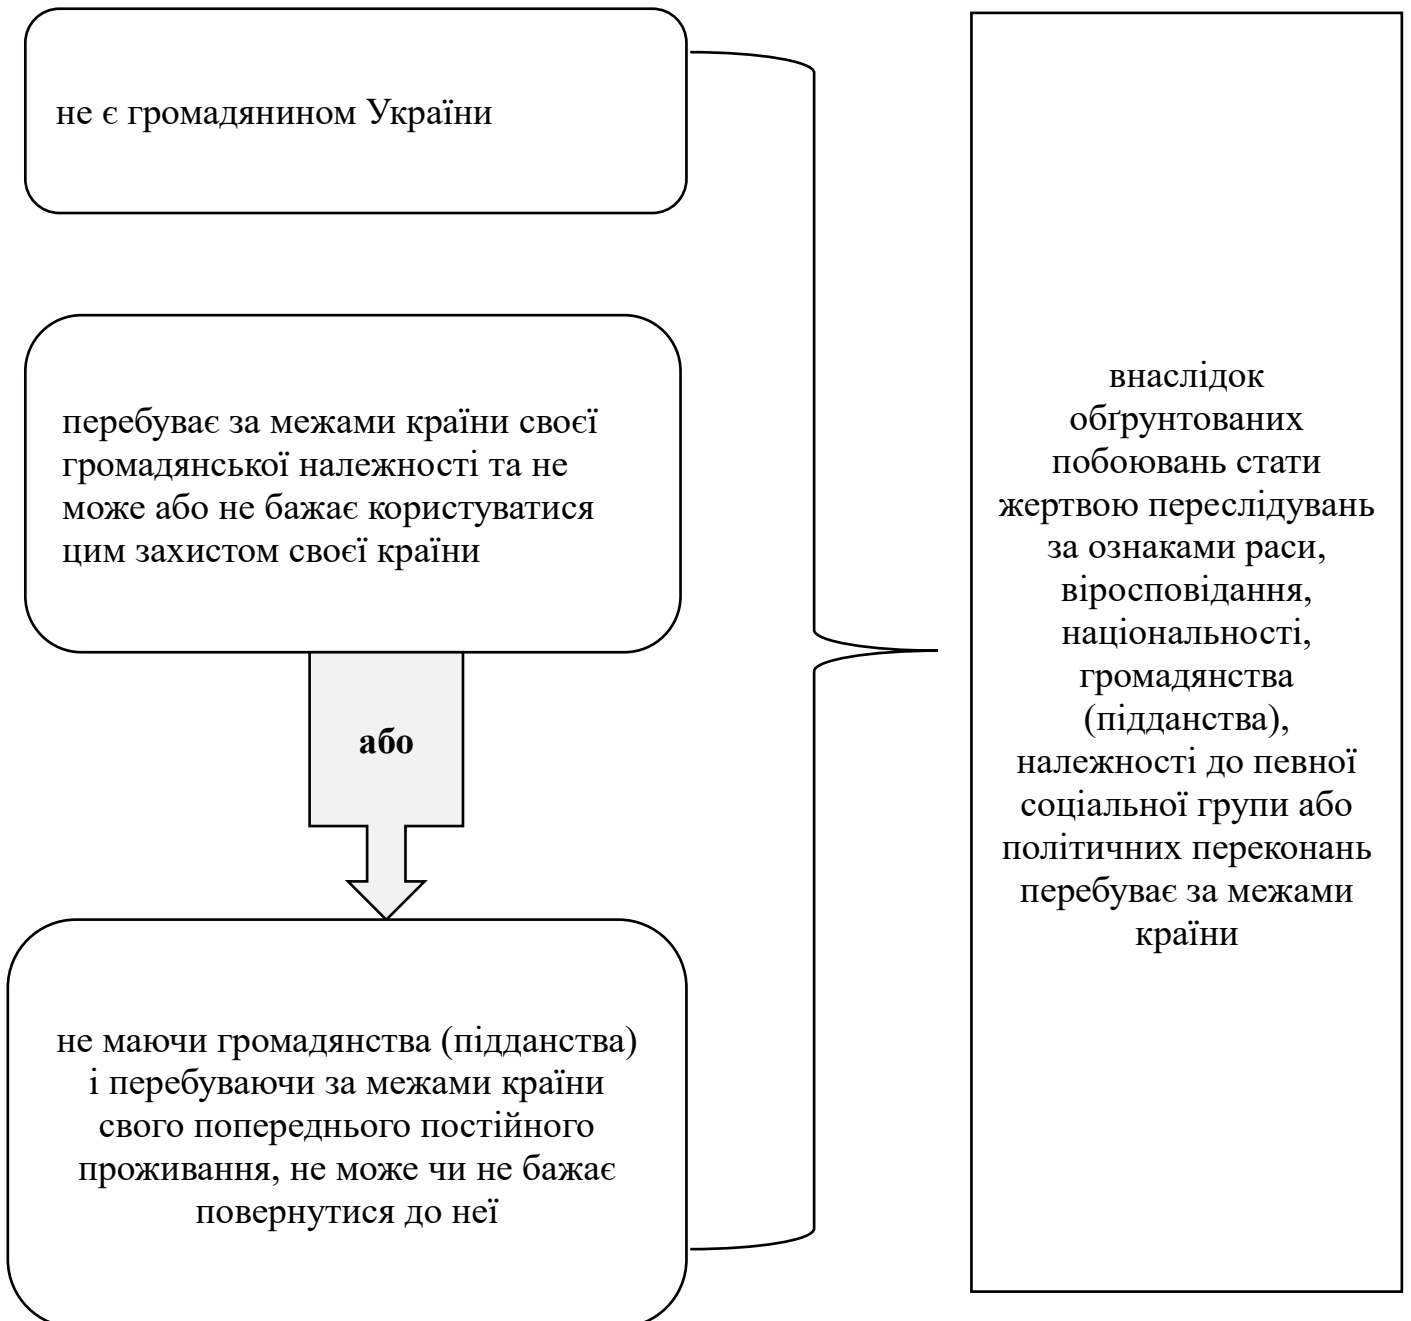 не є громадянином України
перебуває за межами країни своєї
громадянської належності та не
може або не бажає користуватися
цим захистом своєї країни
або
не маючи громадянства (підданства)
і перебуваючи за межами країни
свого попереднього постійного
проживання, не може чи не бажає
повернутися до неї
внаслідок
обґрунтованих
побоювань стати
жертвою переслідувань
за ознаками раси,
віросповідання,
національності,
громадянства
(підданства),
належності до певної
соціальної групи або
політичних переконань
перебуває за межами
країни